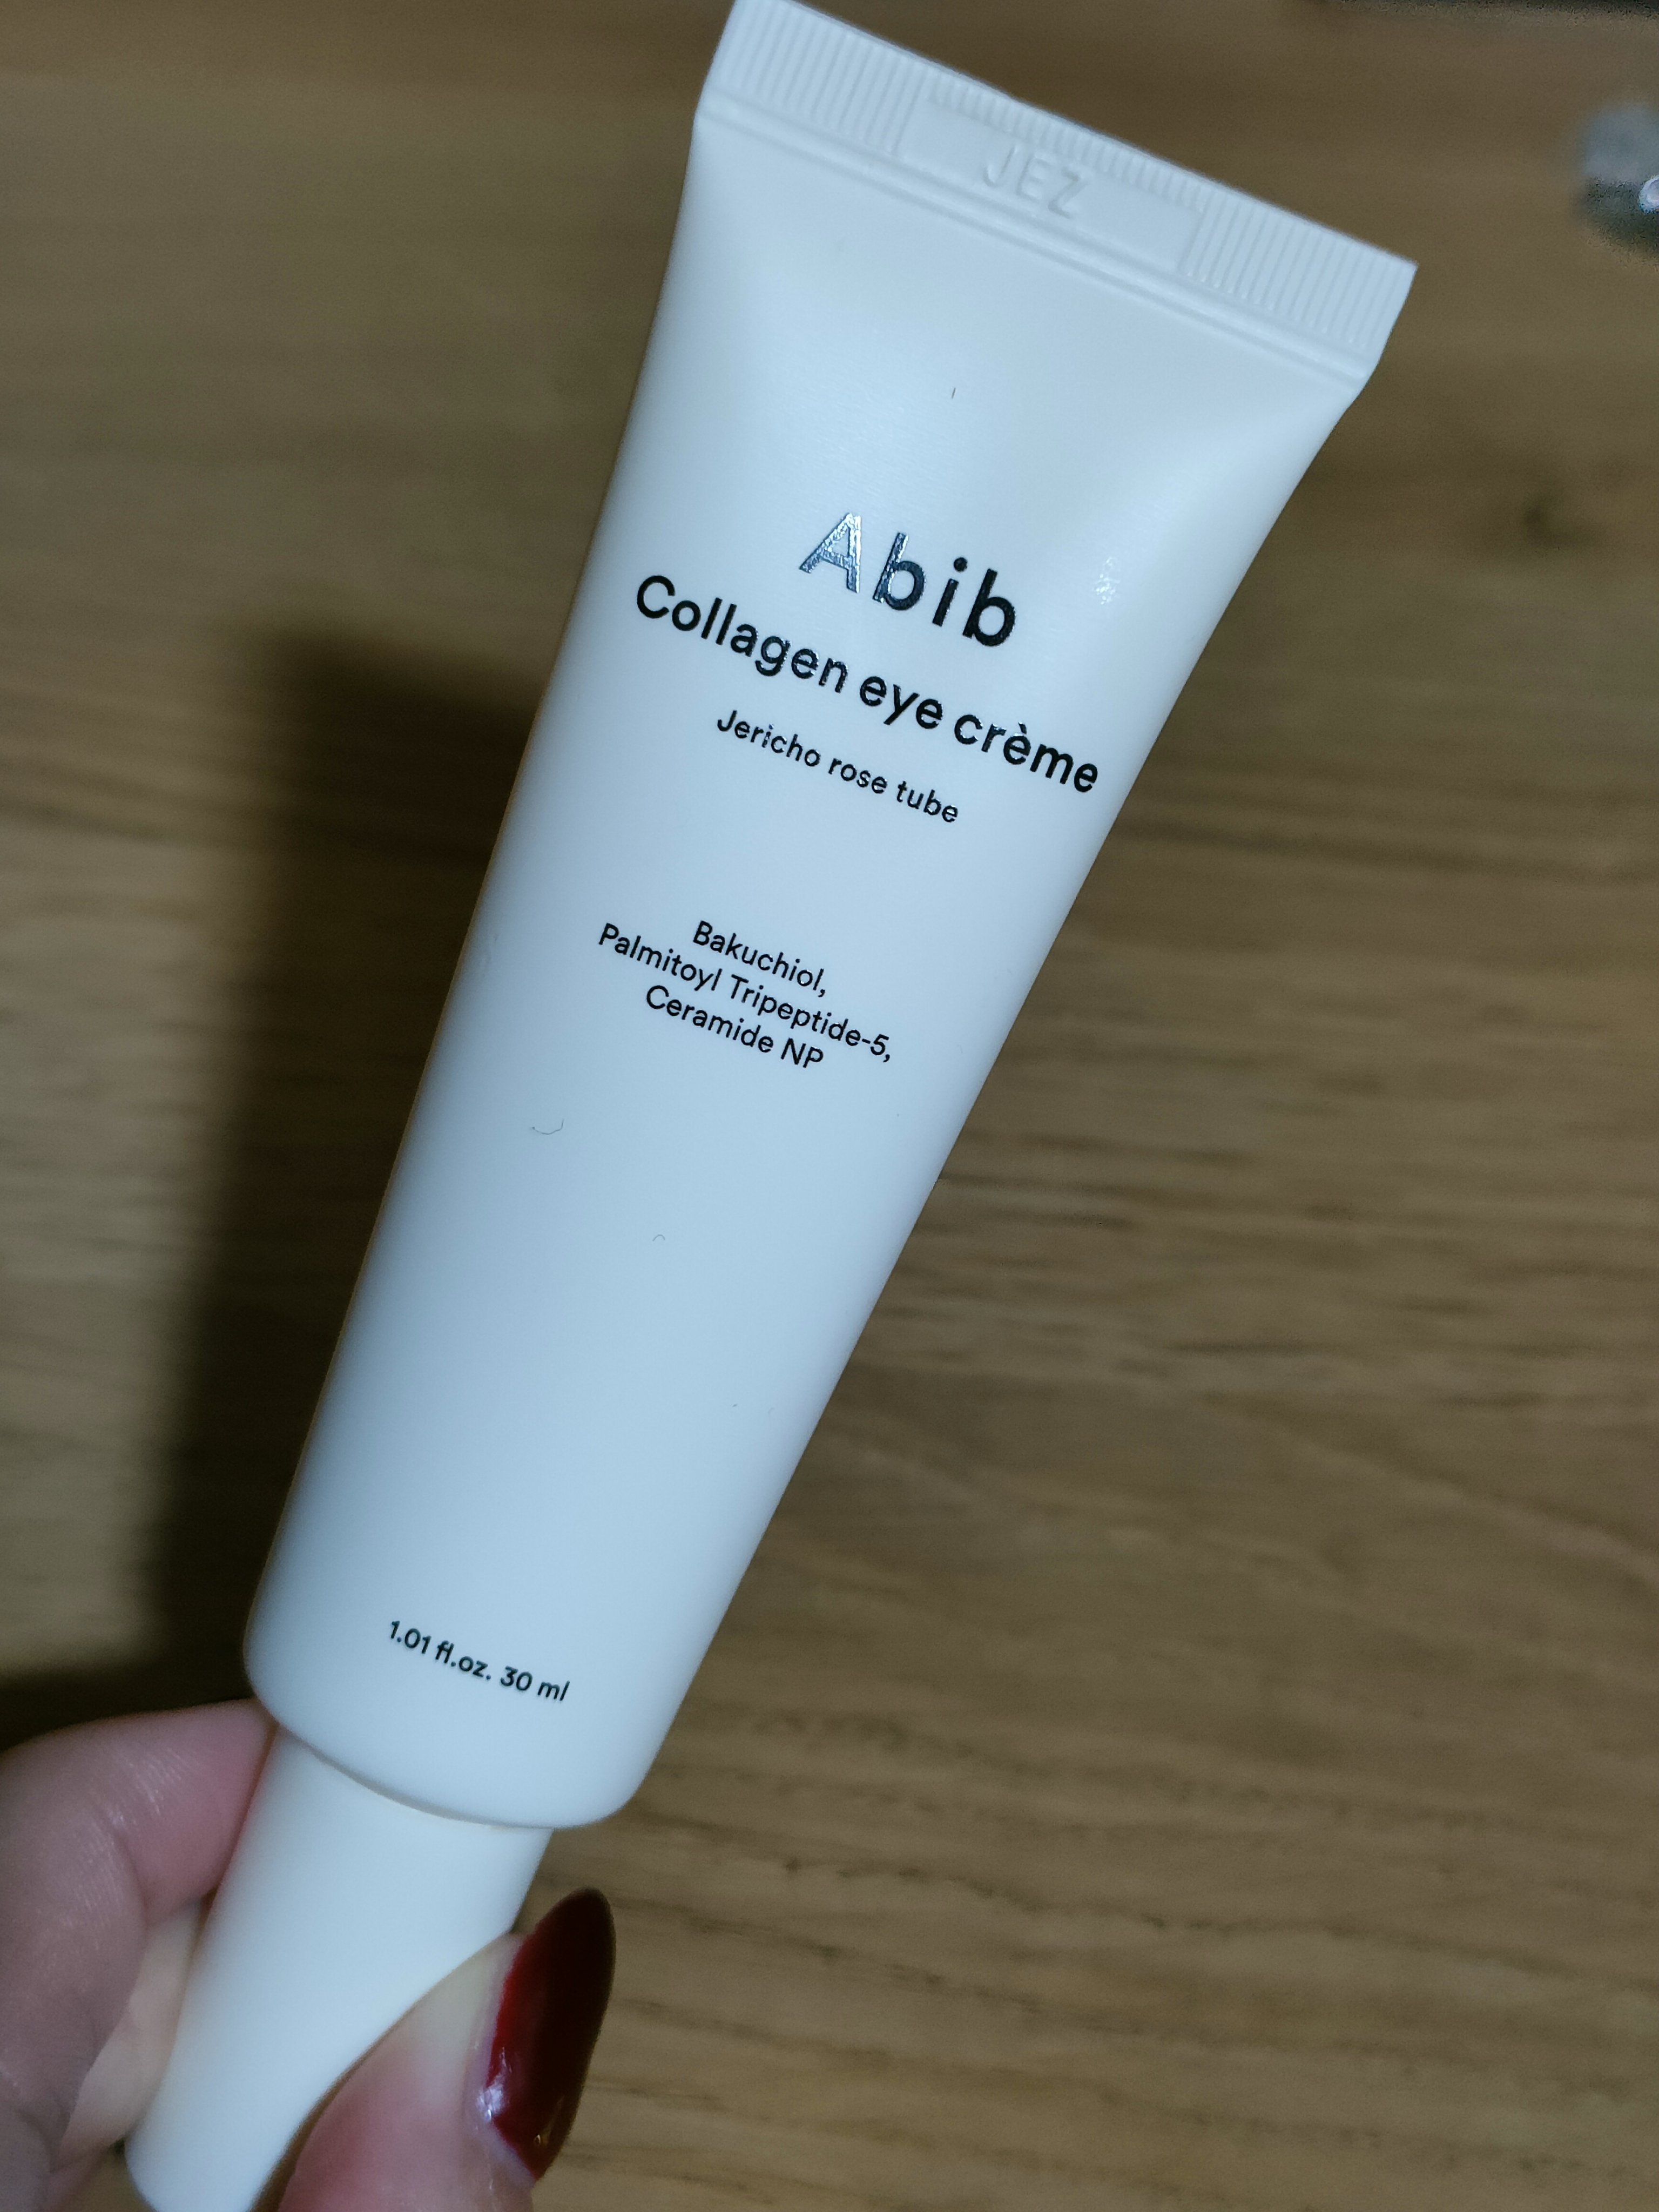 JEZ
Abib
Collagen eye crème
Jericho rose tube
Bakuchiol,
Palmitoyl Tripeptide-5,
Ceramide NP
1.01 fl.oz. 30 ml